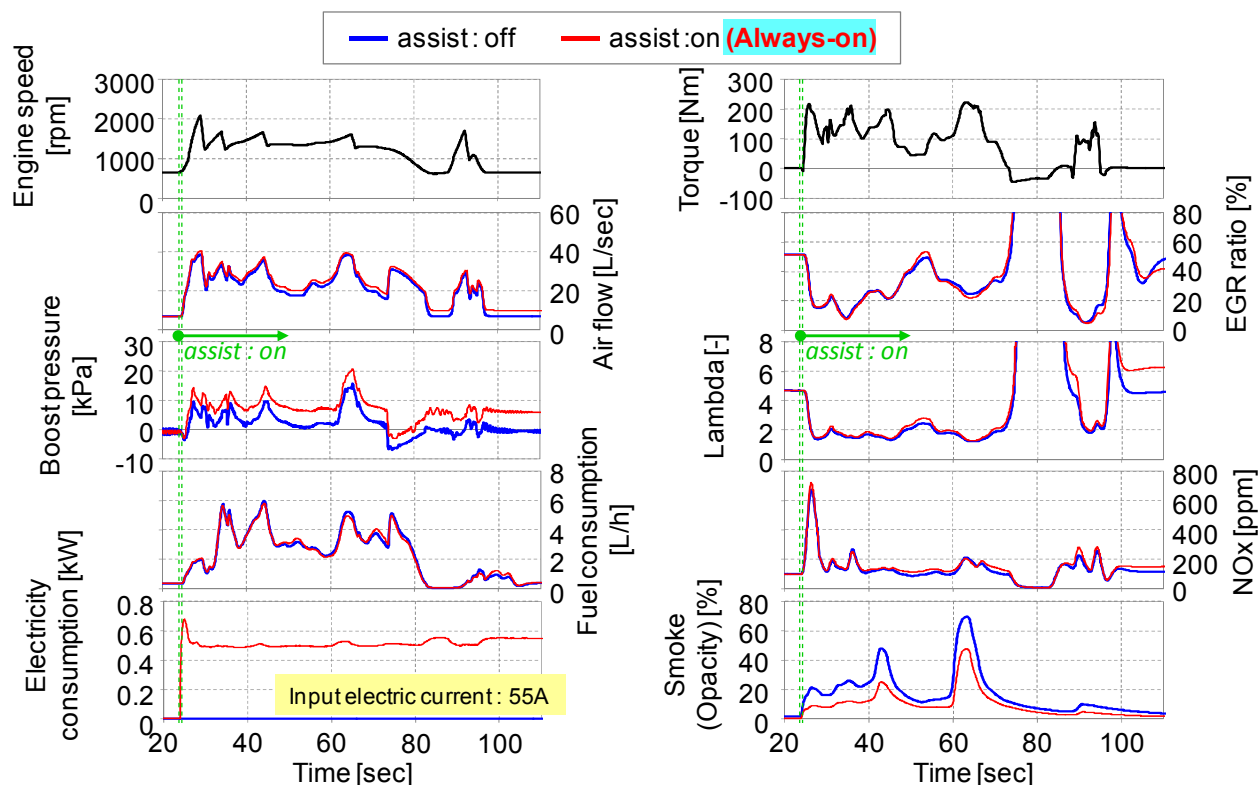 assist : off assist : on (Always-on)
Engine speed
[rpm]
3000
2000
1000
0
Torque [Nm]
300
200
100
0
-100
60
40
20
0
Air flow [L/sec]
80
60
40
20
0
EGR ratio [%]
assist : on
Boost pressure
[kPa]
30
20
10
0
-10
assist : on
Lambda [-]
8
6
4
2
0
8
6
4
2
0
Fuel consumption
[L/h]
800
600
400
200
0
NOx [ppm]
Electricity
consumption [kW]
0.8
0.6
0.4
0.2
0
Input electric current : 55A
20 40 60 80 100
Time [sec]
Smoke
(Opacity) [%]
80
60
40
20
0
20 40 60 80 100
Time [sec]